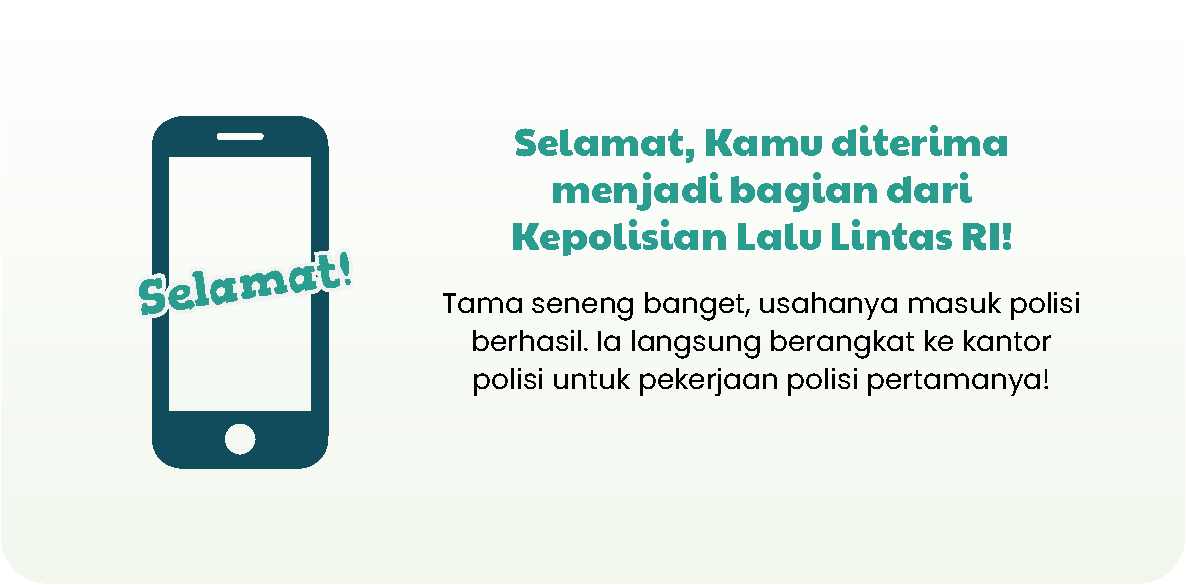 Selamat!
Selamat, Kamu diterima
menjadi bagian dari
Kepolisian Lalu Lintas RI!
Tama seneng banget, usahanya masuk polisi
berhasil. Ia langsung berangkat ke kantor
polisi untuk pekerjaan polisi pertamanya!